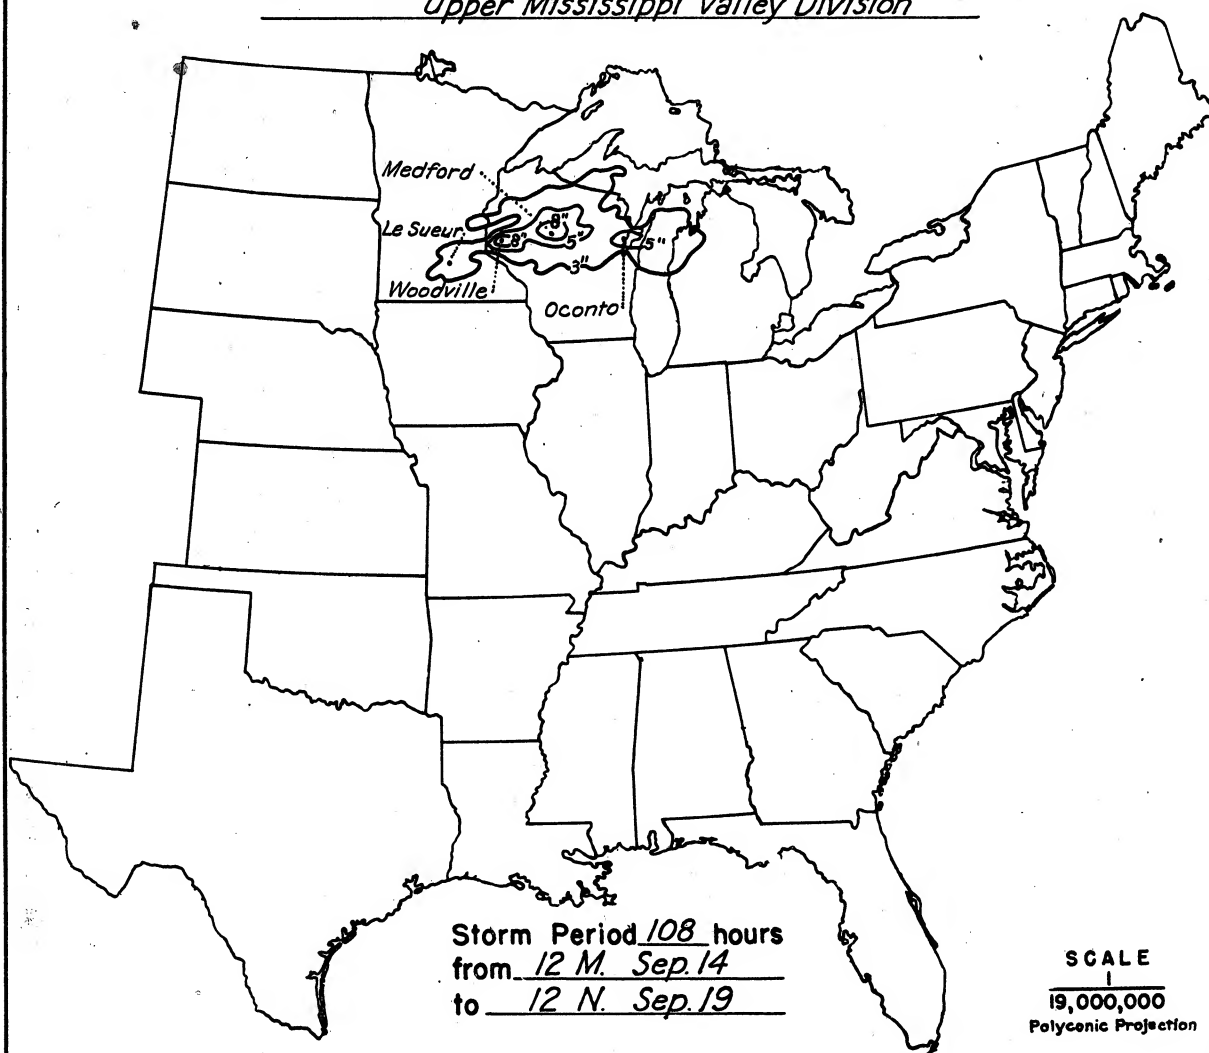 Upper Mississippi Valley Division
Medford
8"
Le Sueur
8"
5"
5"
3"
Woodville
Oconto
Storm Period 108 hours
from 12 M. Sep. 14
to 12 N. Sep. 19
SCALE
1
19,000,000
Polyconic Projection